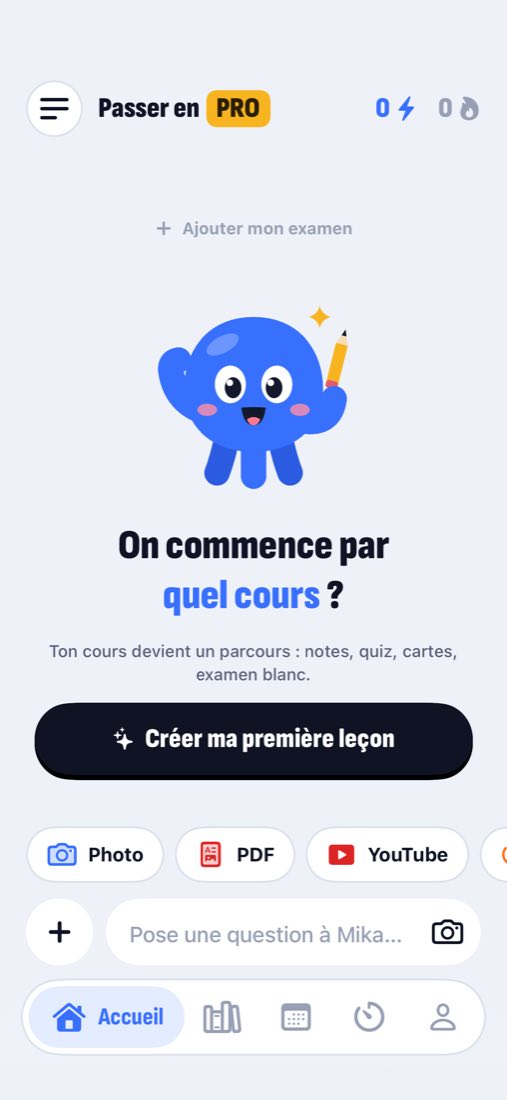 Passer en PRO
0 0
Ajouter mon examen
On commence par
quel cours ?
Ton cours devient un parcours : notes, quiz, cartes,
examen blanc.
Créer ma première leçon
Photo PDF YouTube
Pose une question à Mika...
Accueil